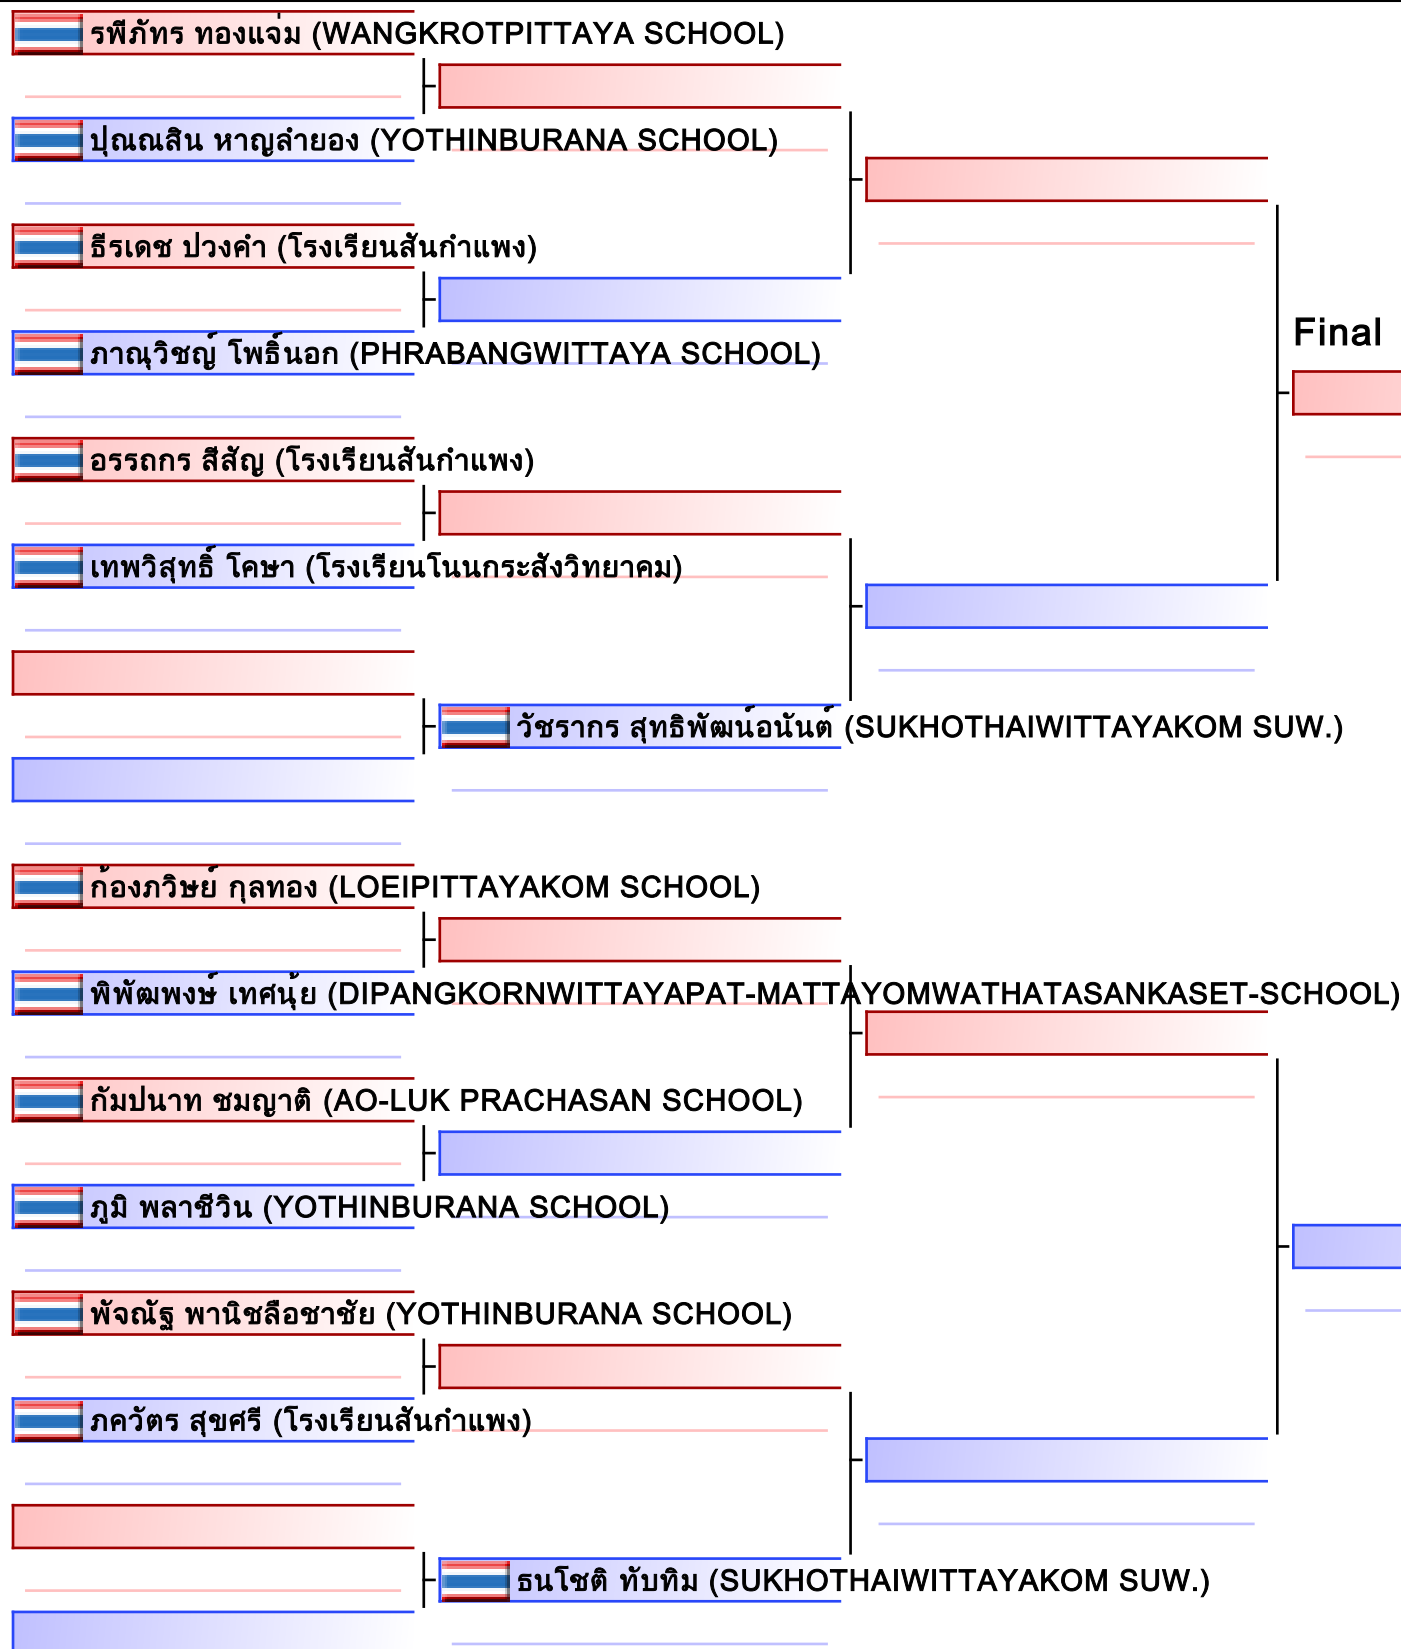 รพีภัทร ทองแจ่ม (WANGKROTPITTAYA SCHOOL)
ปุณณสิน หาญลำยอง (YOTHINBURANA SCHOOL)
ธีรเดช ปวงคำ (โรงเรียนสันกำแพง)
Final
ภาณุวิชญ์ โพธิ์นอก (PHRABANGWITTAYA SCHOOL)
อรรถกร สีสัญ (โรงเรียนสันกำแพง)
เทพวิสุทธิ์ โคษา (โรงเรียนโนนกระสังวิทยาคม)
วัชรากร สุทธิพัฒน์อนันต์ (SUKHOTHAIWITTAYAKOM SUW.)
ก้องภวิษย์ กุลทอง (LOEIPITTAYAKOM SCHOOL)
พิพัฒพงษ์ เทศนุ้ย (DIPANGKORNWITTAYAPAT-MATTAYOMWATHATASANKASET-SCHOOL)
กัมปนาท ชมญาติ (AO-LUK PRACHASAN SCHOOL)
ภูมิ พลาชีวิน (YOTHINBURANA SCHOOL)
พัจณัฐ พานิชลือชาชัย (YOTHINBURANA SCHOOL)
ภควัตร สุขศรี (โรงเรียนสันกำแพง)
ธนโชติ ทับทิม (SUKHOTHAIWITTAYAKOM SUW.)